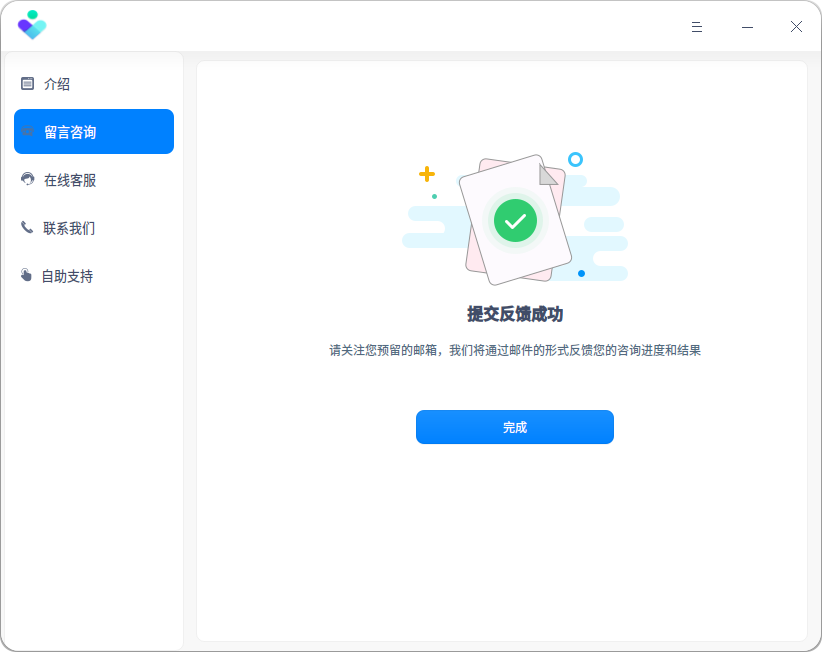 介绍
留言咨询
在线客服
联系我们
自助支持
提交反馈成功
请关注您预留的邮箱，我们将通过邮件的形式反馈您的咨询进度和结果
完成